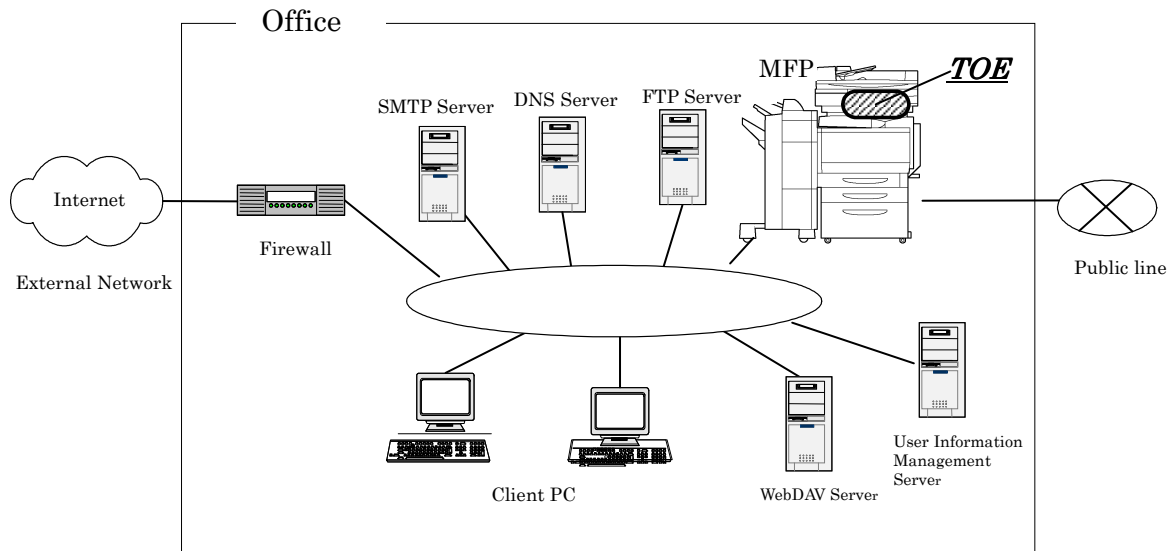 Office
MFP
TOE
SMTP Server
DNS Server
FTP Server
Internet
Firewall
External Network
Public line
Client PC
WebDAV Server
User Information
Management
Server